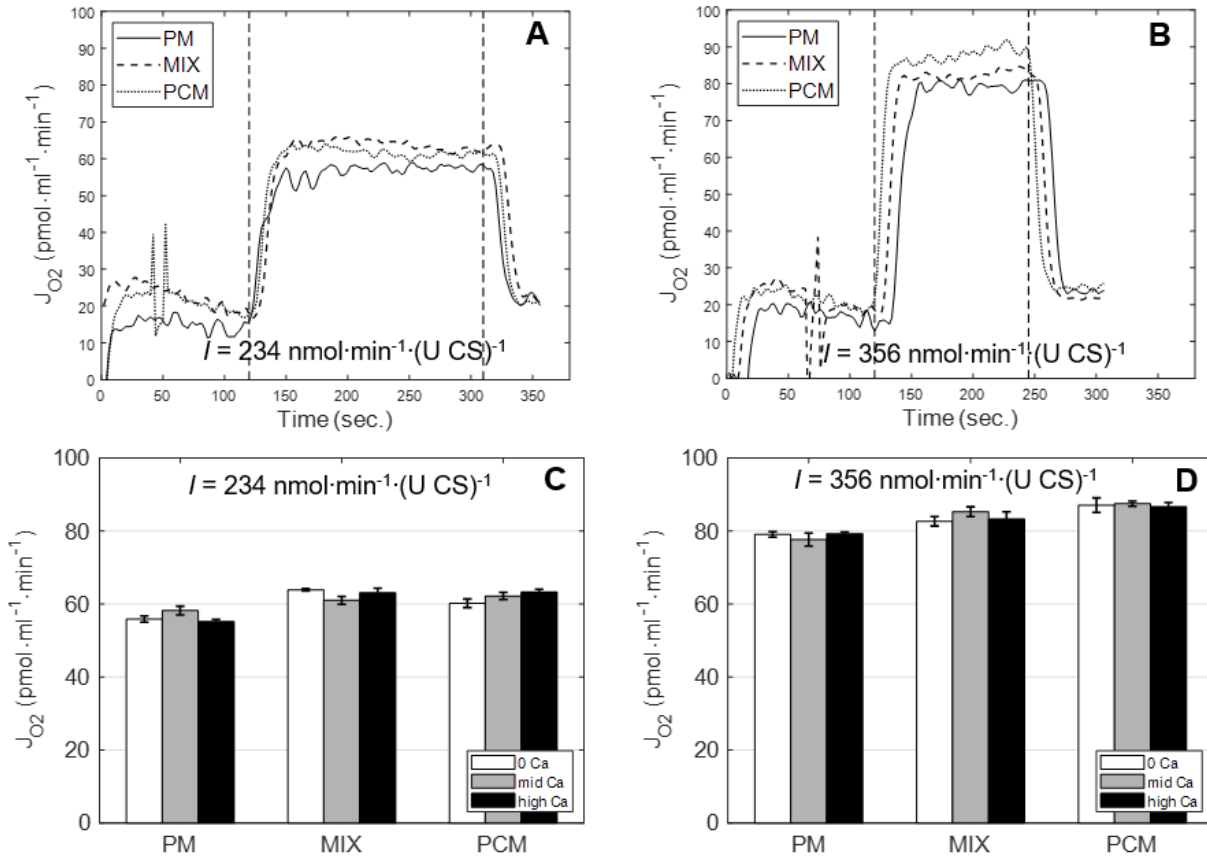 A
PM
MIX
PCM
J_O2 (pmol·ml⁻¹·min⁻¹)
100
90
80
70
60
50
40
30
20
10
0
I = 234 nmol·min⁻¹·(U CS)⁻¹
0 50 100 150 200 250 300 350
Time (sec.)
B
PM
MIX
PCM
J_O2 (pmol·ml⁻¹·min⁻¹)
100
90
80
70
60
50
40
30
20
10
0
I = 356 nmol·min⁻¹·(U CS)⁻¹
0 50 100 150 200 250 300 350
Time (sec.)
I = 234 nmol·min⁻¹·(U CS)⁻¹
C
J_O2 (pmol·ml⁻¹·min⁻¹)
100
80
60
40
20
0
0 Ca
mid Ca
high Ca
PM MIX PCM
I = 356 nmol·min⁻¹·(U CS)⁻¹
D
J_O2 (pmol·ml⁻¹·min⁻¹)
100
80
60
40
20
0
0 Ca
mid Ca
high Ca
PM MIX PCM